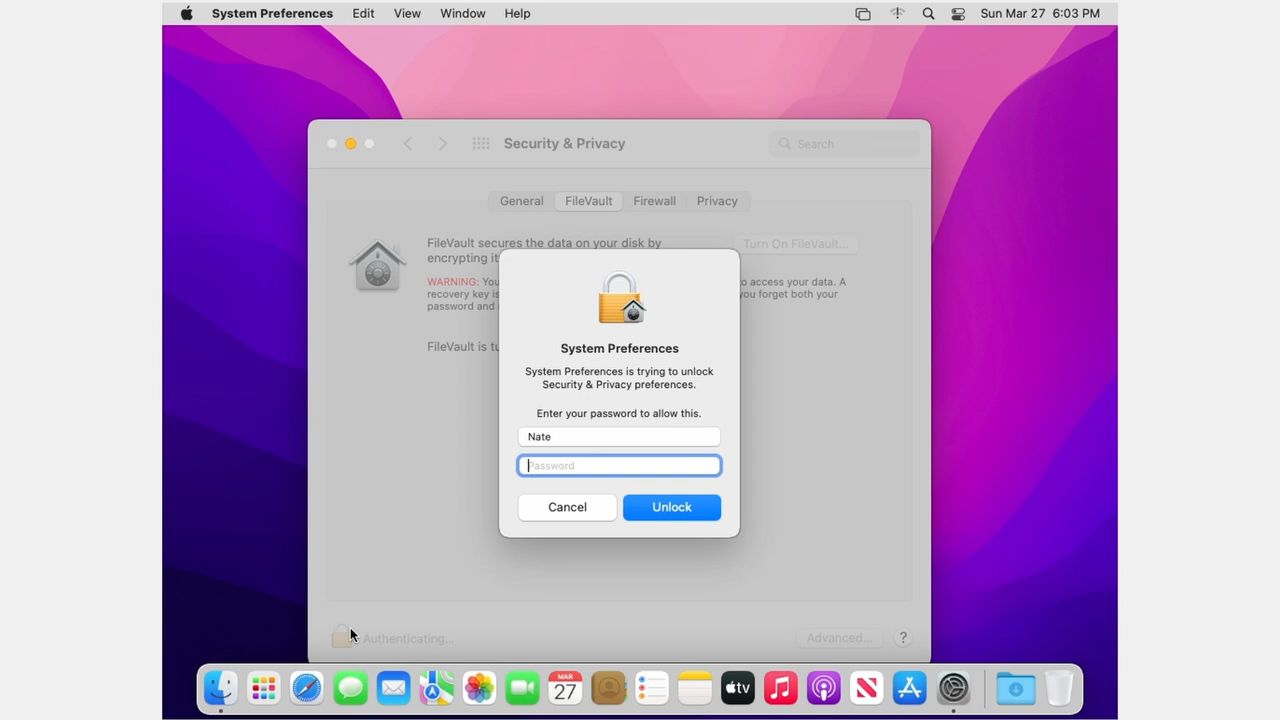 System Preferences Edit View Window Help Sun Mar 27 6:03 PM
Security & Privacy
Search
General FileVault Firewall Privacy
FileVault secures the data on your disk by
encrypting it
Turn On FileVault...
WARNING: You
to access your data. A
recovery key is
you forget both your
password and
FileVault is tu
System Preferences
System Preferences is trying to unlock
Security & Privacy preferences.
Enter your password to allow this.
Nate
Password
Cancel Unlock
Authenticating...
Advanced... ?
MAR
27
tv